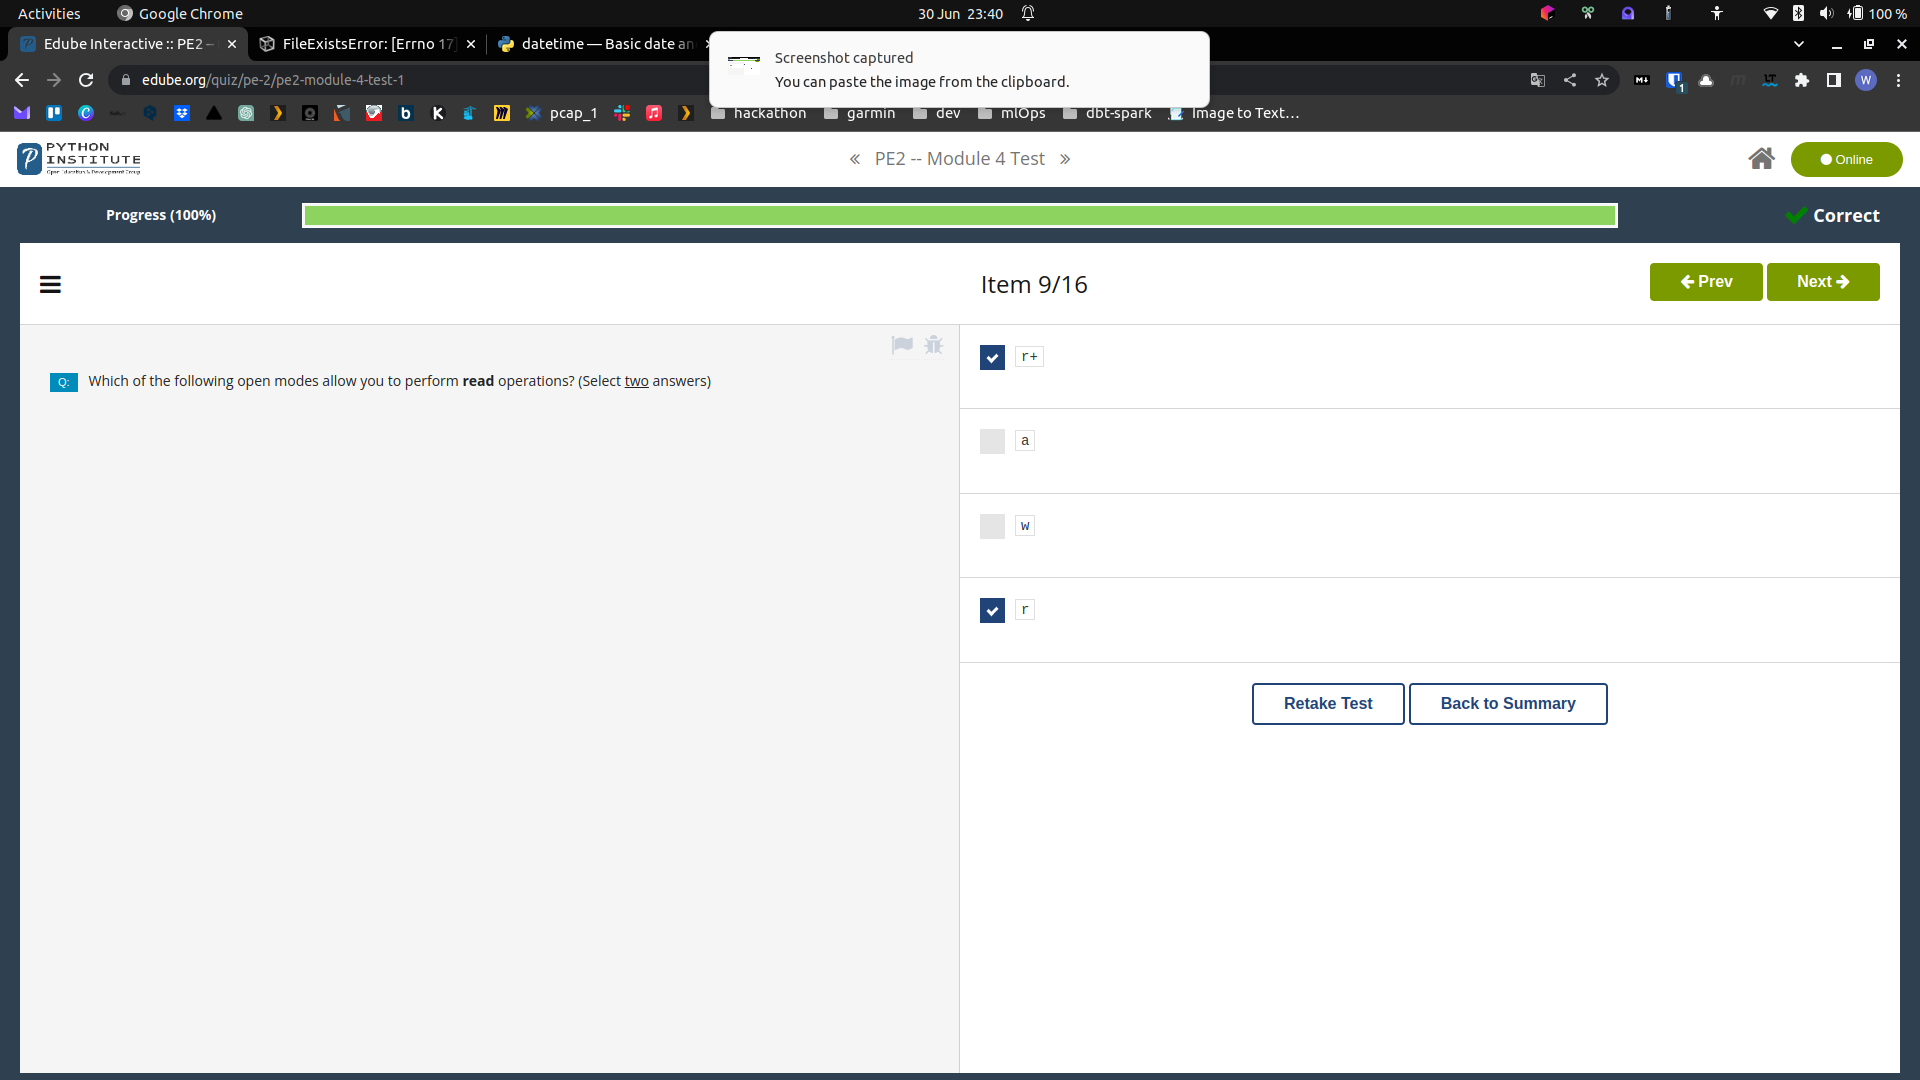 Activities
Google Chrome
30 Jun 23:40
100 %
Edube Interactive :: PE2 –
FileExistsError: [Errno 17]
datetime — Basic date an
Screenshot captured
You can paste the image from the clipboard.
edube.org/quiz/pe-2/pe2-module-4-test-1
pcap_1
hackathon
garmin
dev
mlOps
dbt-spark
Image to Text…
PYTHON
INSTITUTE
Open Education & Development Group
« PE2 -- Module 4 Test »
Online
Progress (100%)
Correct
Item 9/16
Prev
Next
Q: Which of the following open modes allow you to perform read operations? (Select two answers)
r+
a
w
r
Retake Test
Back to Summary